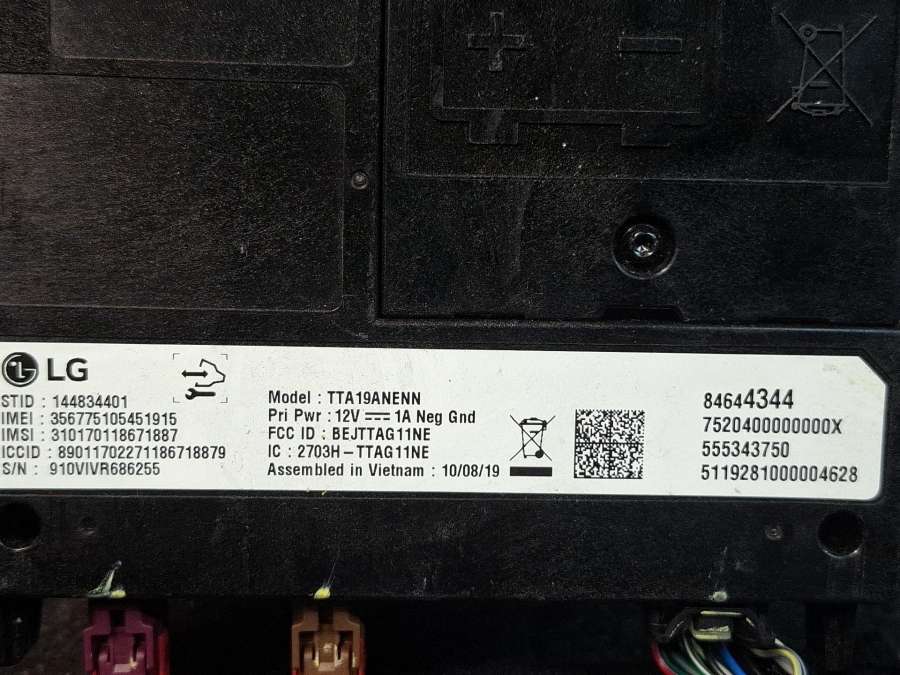 LG
STID : 144834401
IMEI : 356775105451915
IMSI : 310170118671887
ICCID : 89011702271186718879
S/N : 910VIVR686255
Model : TTA19ANENN
Pri Pwr : 12V 1A Neg Gnd
FCC ID : BEJTTAG11NE
IC : 2703H-TTAG11NE
Assembled in Vietnam : 10/08/19
84644344
7520400000000X
555343750
5119281000004628